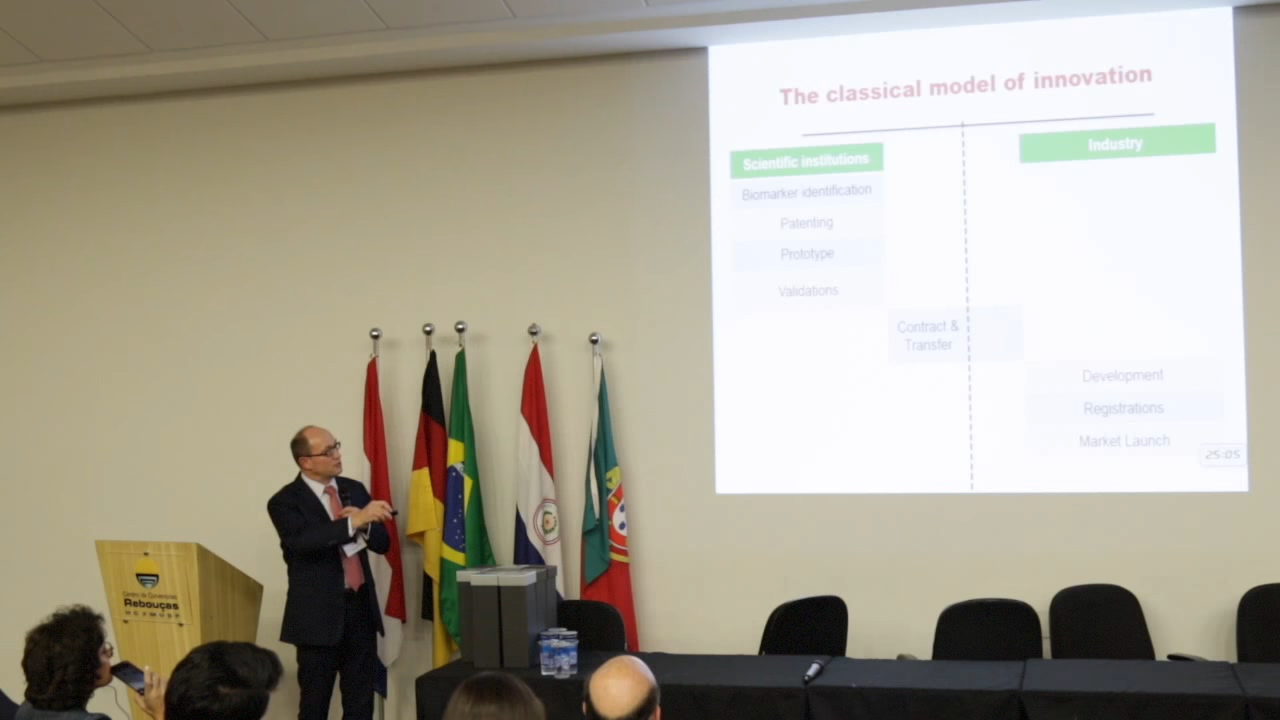 The classical model of innovation
Scientific institutions
Industry
Biomarker identification
Patenting
Prototype
Validations
Contract &
Transfer
Development
Registrations
Market Launch
25:05
Centro de Convenções
Rebouças
HCFMUSP